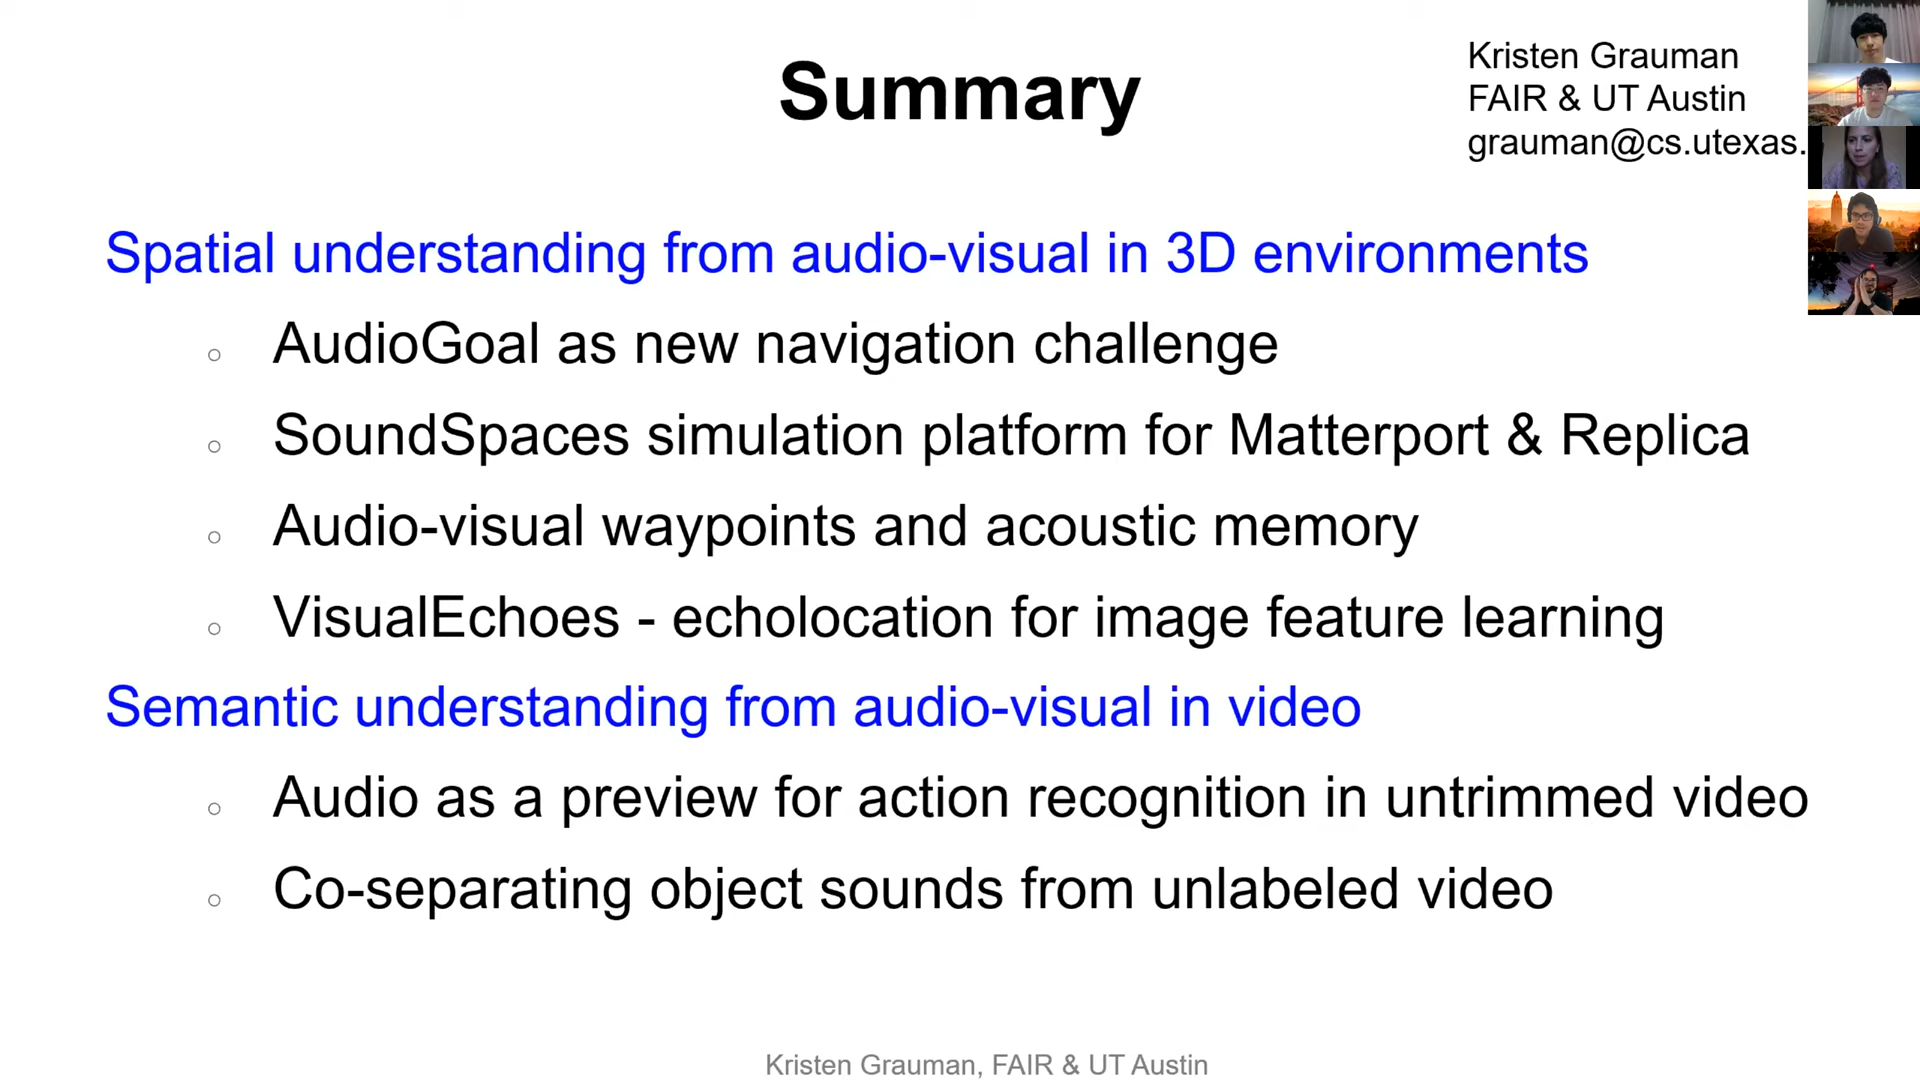 Summary
Kristen Grauman
FAIR & UT Austin
grauman@cs.utexas.
Spatial understanding from audio-visual in 3D environments
○ AudioGoal as new navigation challenge
○ SoundSpaces simulation platform for Matterport & Replica
○ Audio-visual waypoints and acoustic memory
○ VisualEchoes - echolocation for image feature learning
Semantic understanding from audio-visual in video
○ Audio as a preview for action recognition in untrimmed video
○ Co-separating object sounds from unlabeled video
Kristen Grauman, FAIR & UT Austin